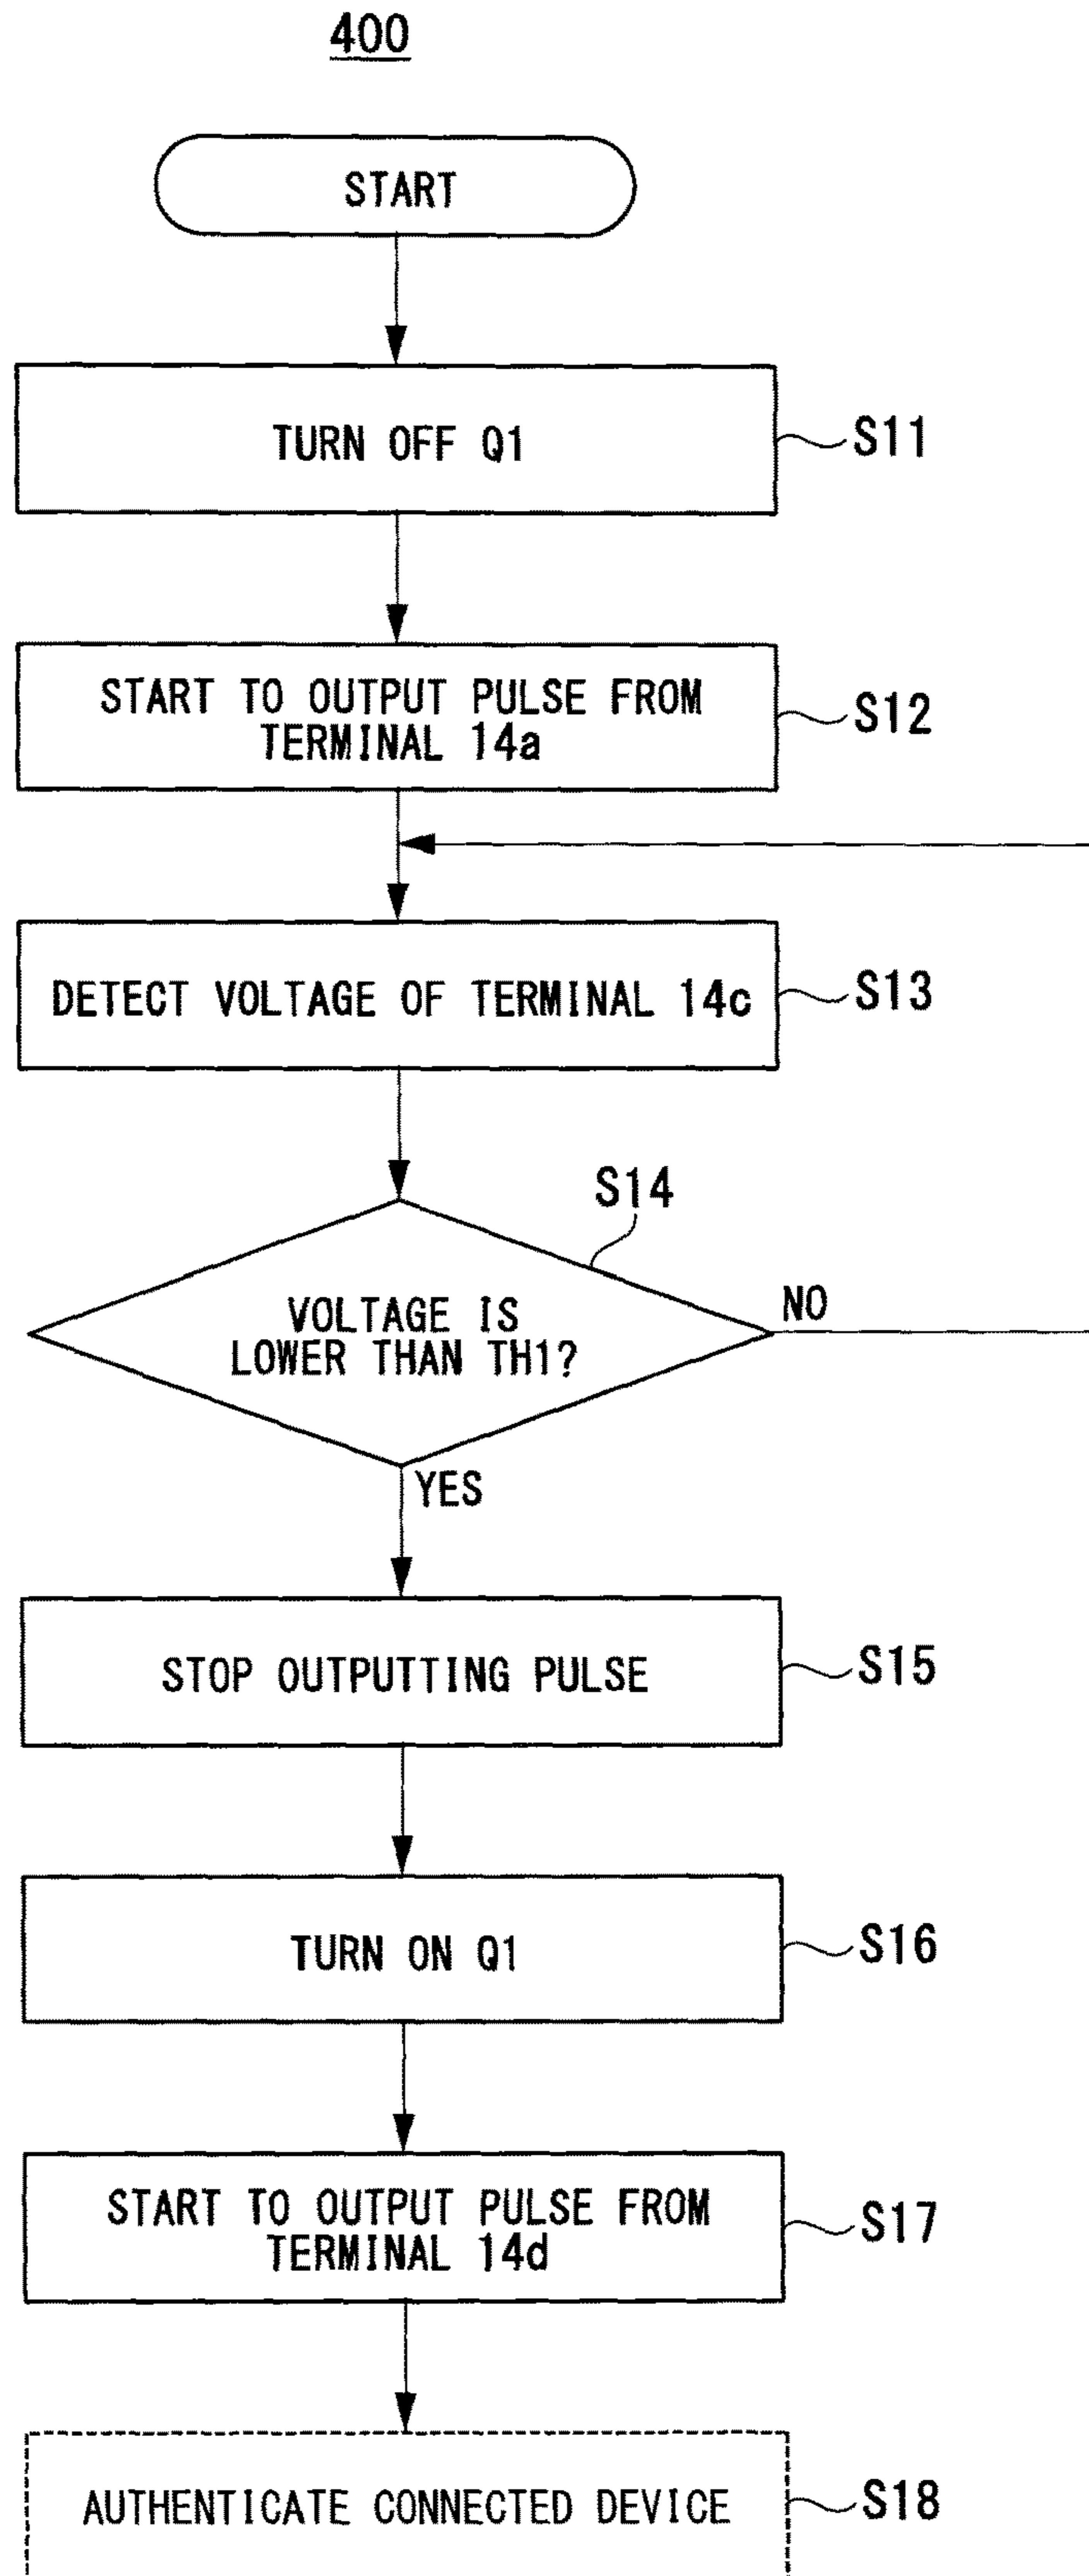 400
START
TURN OFF Q1
S11
START TO OUTPUT PULSE FROM
TERMINAL 14a
S12
DETECT VOLTAGE OF TERMINAL 14c
S13
S14
VOLTAGE IS
LOWER THAN TH1?
NO
YES
STOP OUTPUTTING PULSE
S15
TURN ON Q1
S16
START TO OUTPUT PULSE FROM
TERMINAL 14d
S17
AUTHENTICATE CONNECTED DEVICE
S18